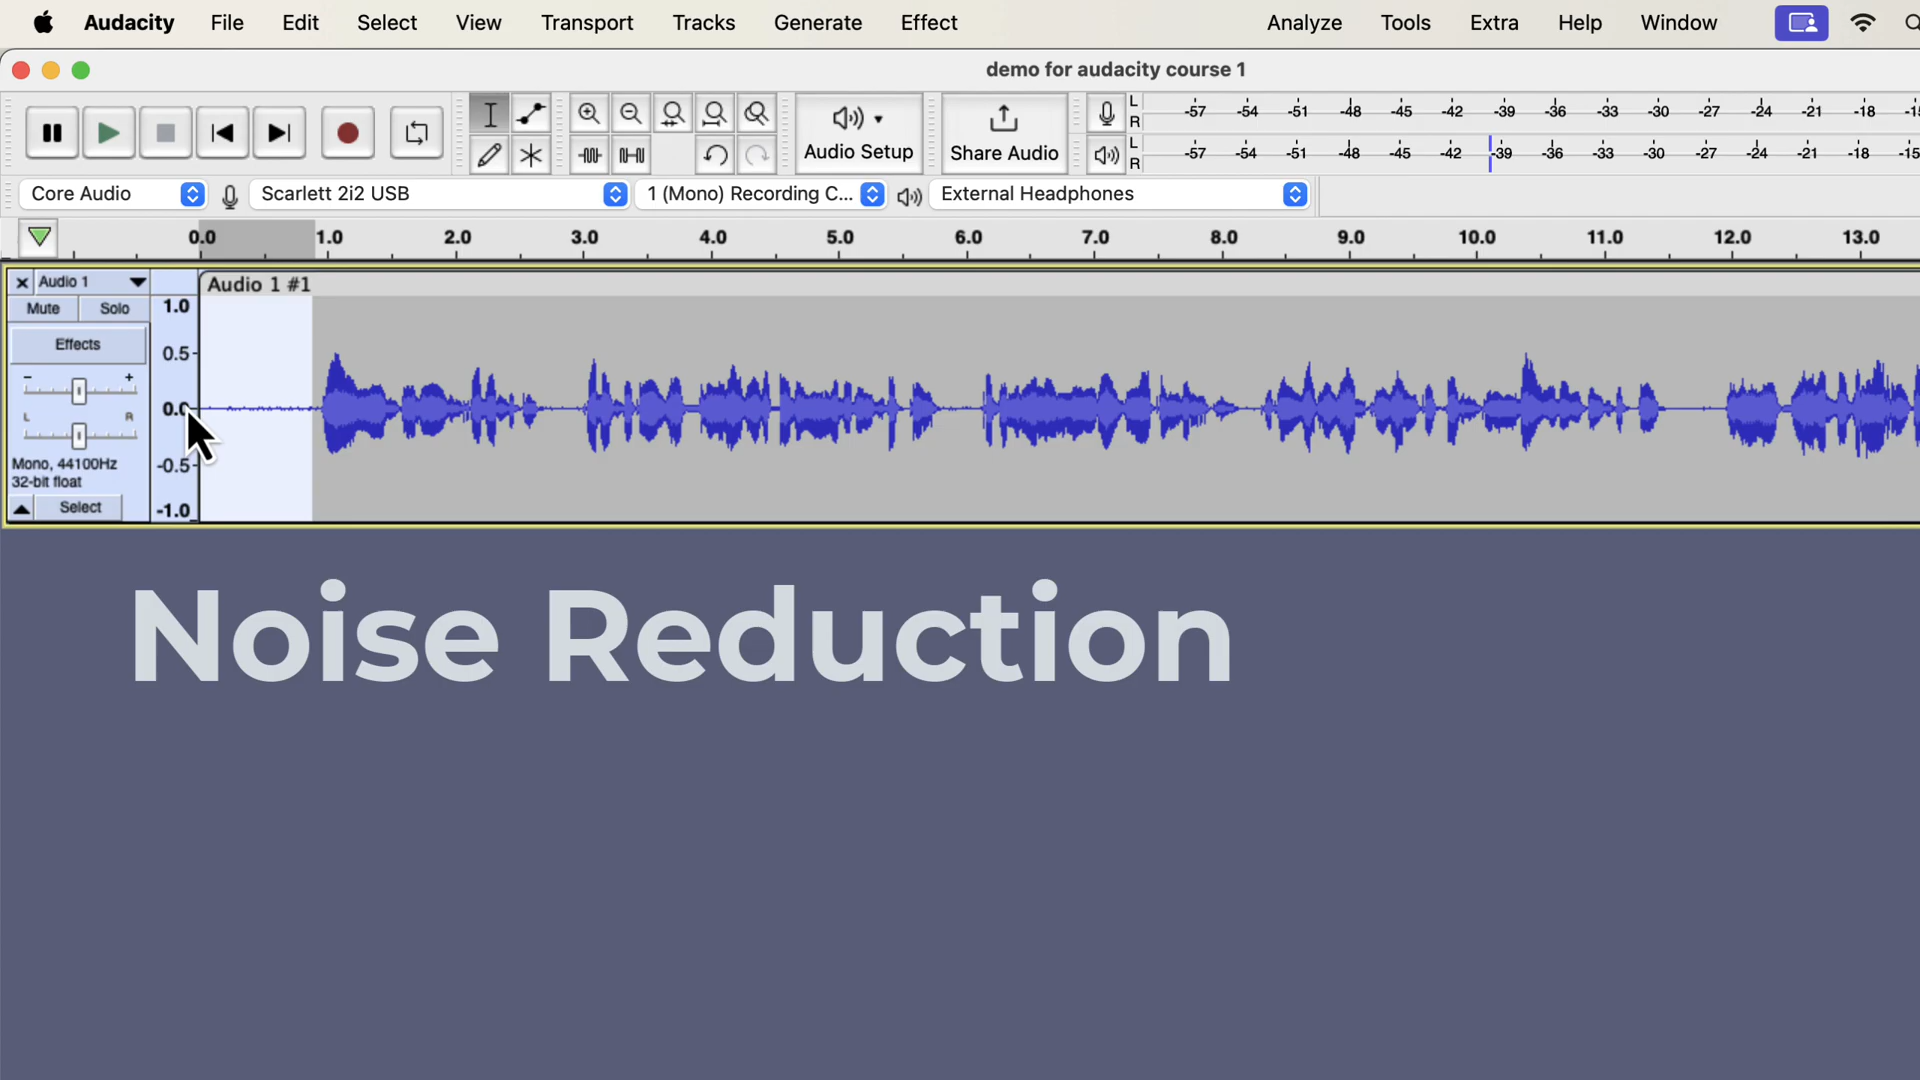 Audacity File Edit Select View Transport Tracks Generate Effect Analyze Tools Extra Help Window
demo for audacity course 1
Audio Setup
Share Audio
L
R
-57 -54 -51 -48 -45 -42 -39 -36 -33 -30 -27 -24 -21 -18
L
R
-57 -54 -51 -48 -45 -42 -39 -36 -33 -30 -27 -24 -21 -18 -15
Core Audio
Scarlett 2i2 USB
1 (Mono) Recording C...
External Headphones
0.0 1.0 2.0 3.0 4.0 5.0 6.0 7.0 8.0 9.0 10.0 11.0 12.0 13.0
Audio 1
Audio 1 #1
Mute Solo
Effects
- +
L R
Mono, 44100Hz
32-bit float
Select
1.0
0.5
0.0
-0.5
-1.0
Noise Reduction